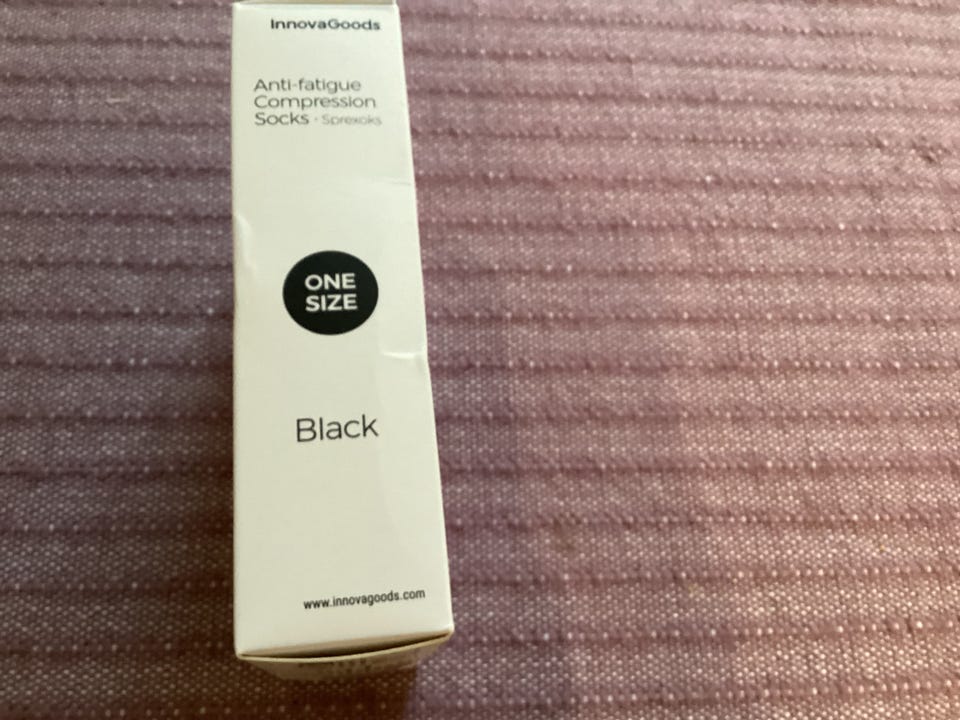 InnovaGoods
Anti-fatigue
Compression
Socks · Sprexoks
ONE
SIZE
Black
www.innovagoods.com